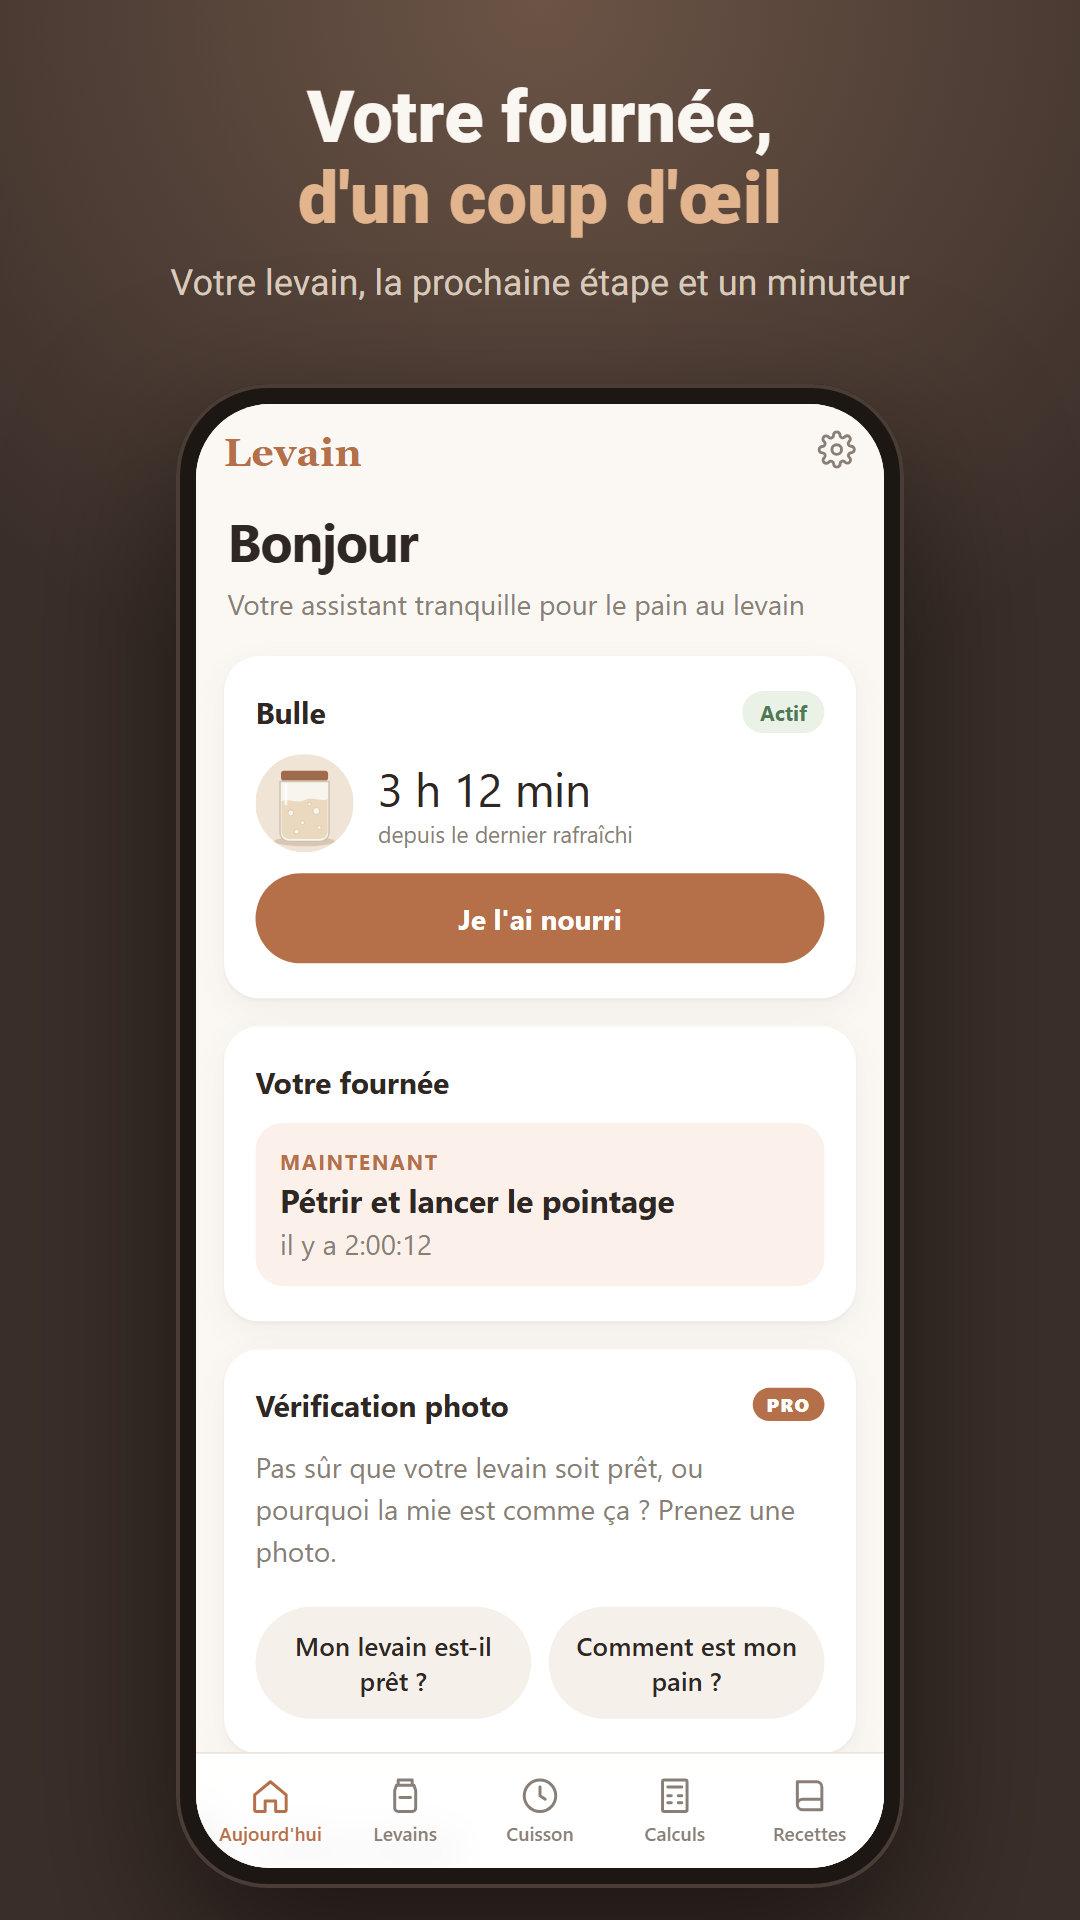 Votre fournée,
d'un coup d'œil
Votre levain, la prochaine étape et un minuteur
Levain
Bonjour
Votre assistant tranquille pour le pain au levain
Bulle
Actif
3 h 12 min
depuis le dernier rafraîchi
Je l'ai nourri
Votre fournée
MAINTENANT
Pétrir et lancer le pointage
il y a 2:00:12
Vérification photo
PRO
Pas sûr que votre levain soit prêt, ou
pourquoi la mie est comme ça ? Prenez une
photo.
Mon levain est-il
prêt ?
Comment est mon
pain ?
Aujourd'hui
Levains
Cuisson
Calculs
Recettes